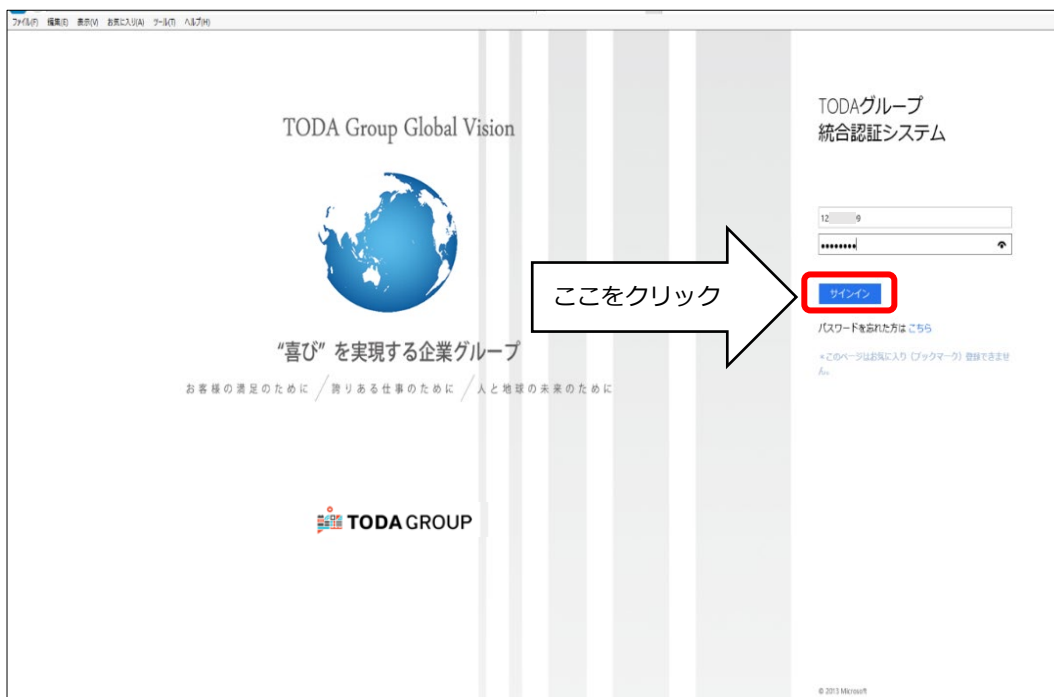 ファイル(F) 編集(E) 表示(V) お気に入り(A) ツール(T) ヘルプ(H)
TODA Group Global Vision
“喜び” を実現する企業グループ
お客様の満足のために / 誇りある仕事のために / 人と地球の未来のために
TODA GROUP
ここをクリック
TODAグループ
統合認証システム
12 9
••••••••
サインイン
パスワードを忘れた方は こちら
*このページはお気に入り (ブックマーク) 登録できませ
ん。
© 2013 Microsoft